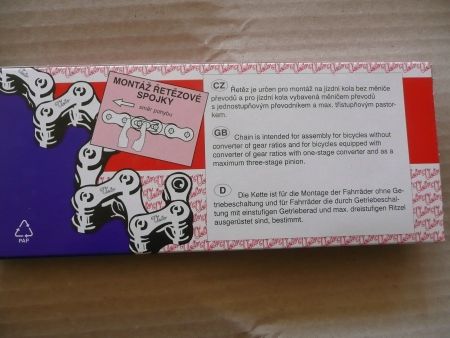 MONTÁŽ ŘETĚZOVÉ
SPOJKY
směr pohybu
CZ
Řetěz je určen pro montáž na jízdní kola bez měniče
převodů a pro jízdní kola vybavená měničem převodů
s jednostupňovým převodníkem a max. třístupňovým pastor-
kem.
GB
Chain is intended for assembly for bicycles without
converter of gear ratios and for bicycles equipped with
converter of gear ratios with one-stage converter and as a
maximum three-stage pinion.
D
Die Kette ist für die Montage der Fahrräder ohne Ge-
triebeschaltung und für Fahrräder die durch Getriebeschal-
tung mit einstufigen Getrieberad und max. dreistufigen Ritzel
ausgerüstet sind, bestimmt.
PAP